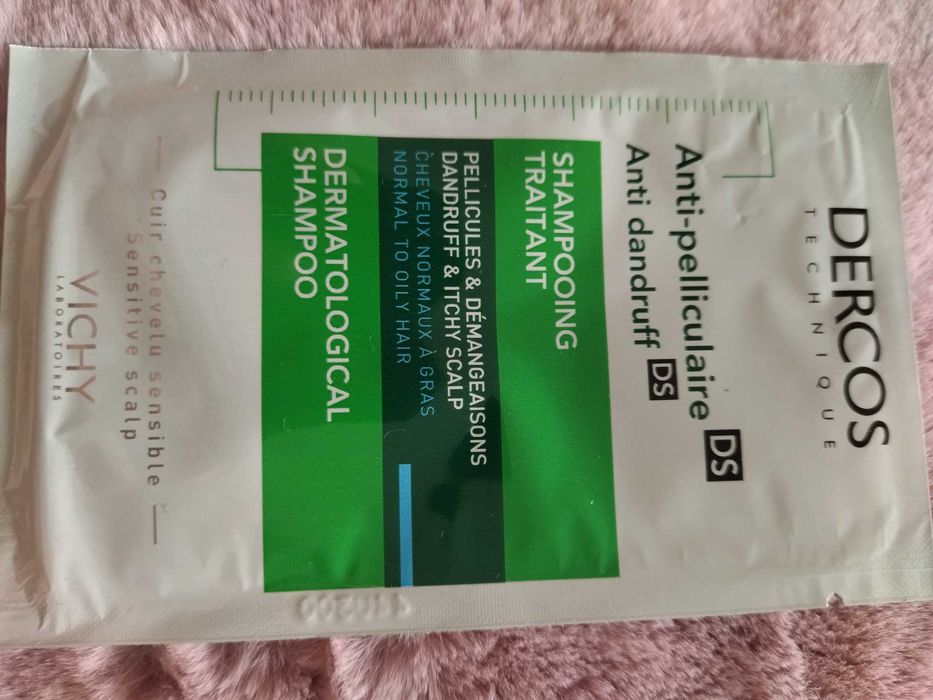 DERCOS
TECHNIQUE
Anti-pelliculaire DS
Anti dandruff DS
SHAMPOOING
TRAITANT
PELLICULES & DÉMANGEAISONS
DANDRUFF & ITCHY SCALP
CHEVEUX NORMAUX À GRAS
NORMAL TO OILY HAIR
DERMATOLOGICAL
SHAMPOO
Cuir chevelu sensible
Sensitive scalp
VICHY
LABORATOIRES